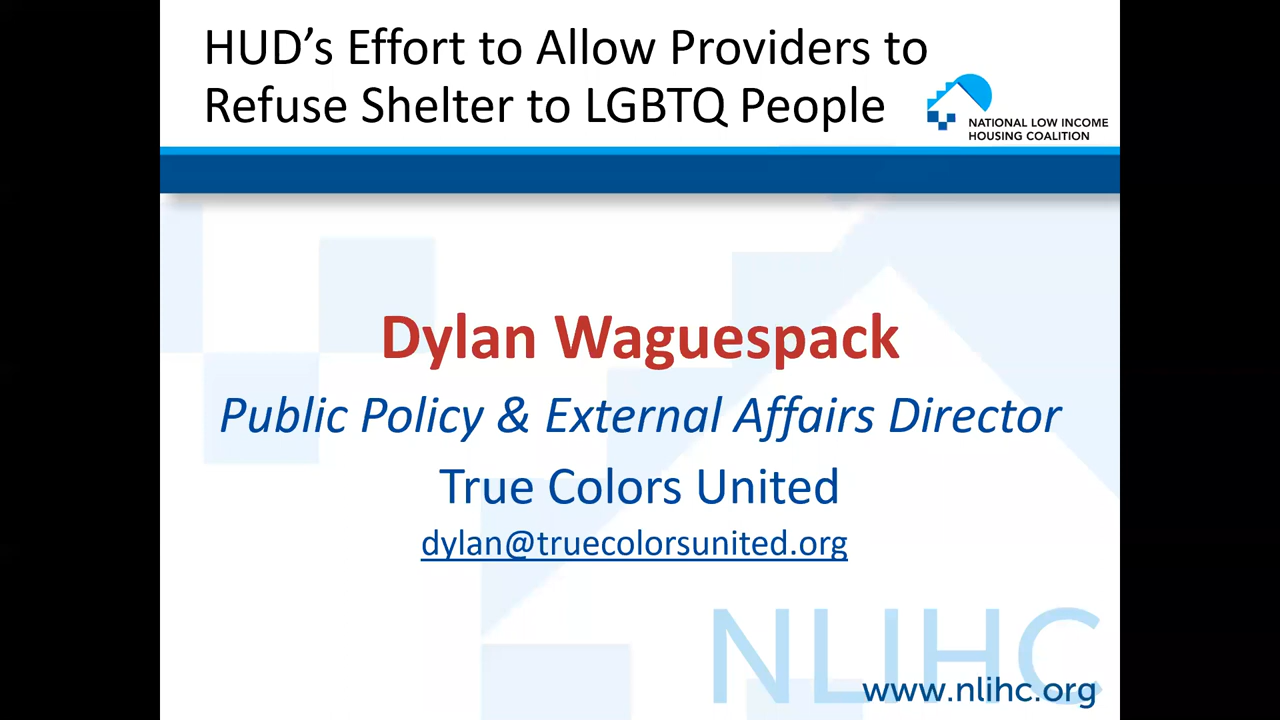 HUD’s Effort to Allow Providers to
Refuse Shelter to LGBTQ People
NATIONAL LOW INCOME
HOUSING COALITION
Dylan Waguespack
Public Policy & External Affairs Director
True Colors United
dylan@truecolorsunited.org
NLIHC
www.nlihc.org